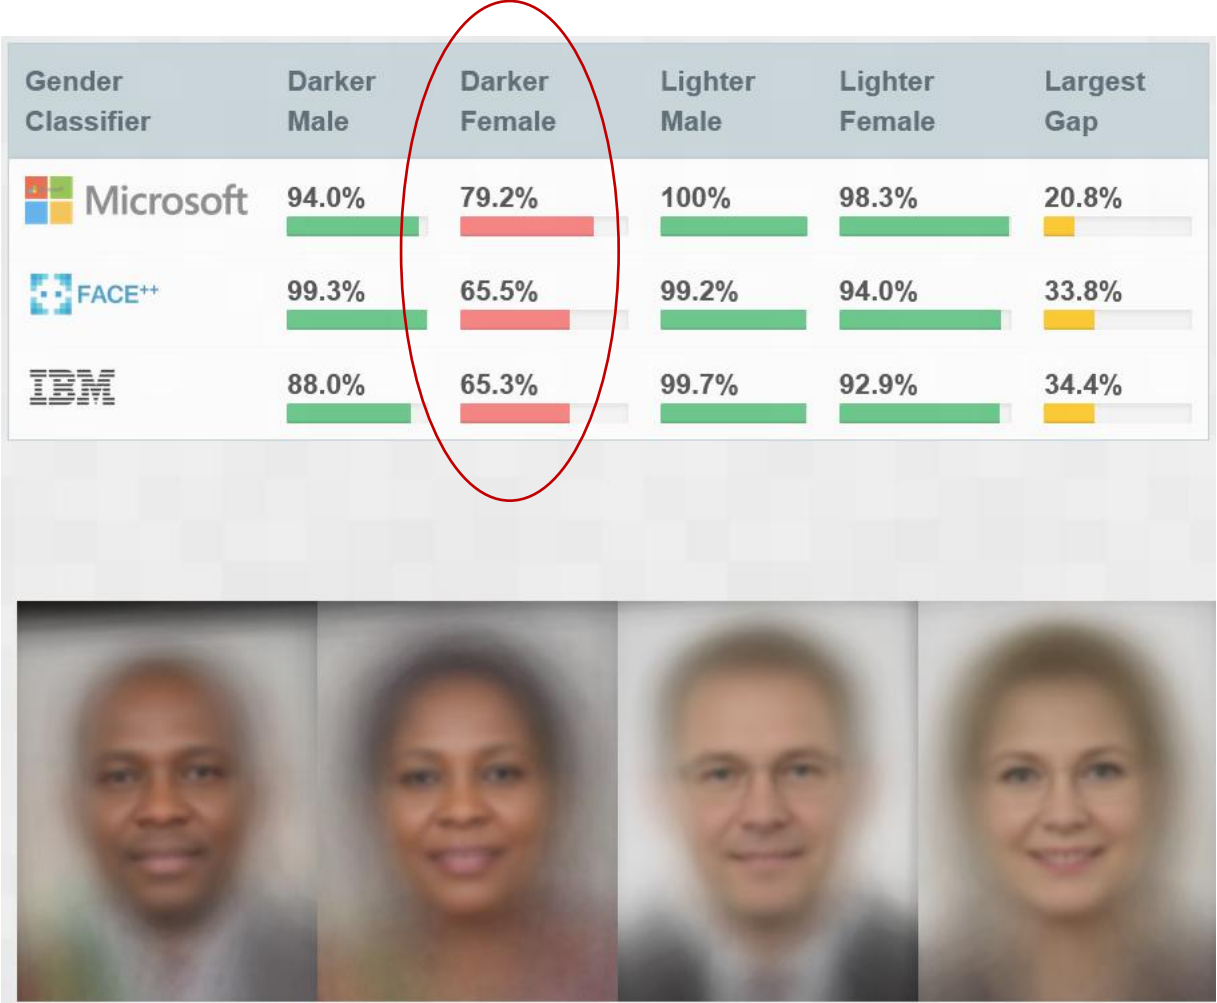 Gender Classifier Darker Male Darker Female Lighter Male Lighter Female Largest Gap
Microsoft 94.0% 79.2% 100% 98.3% 20.8%
FACE++ 99.3% 65.5% 99.2% 94.0% 33.8%
IBM 88.0% 65.3% 99.7% 92.9% 34.4%